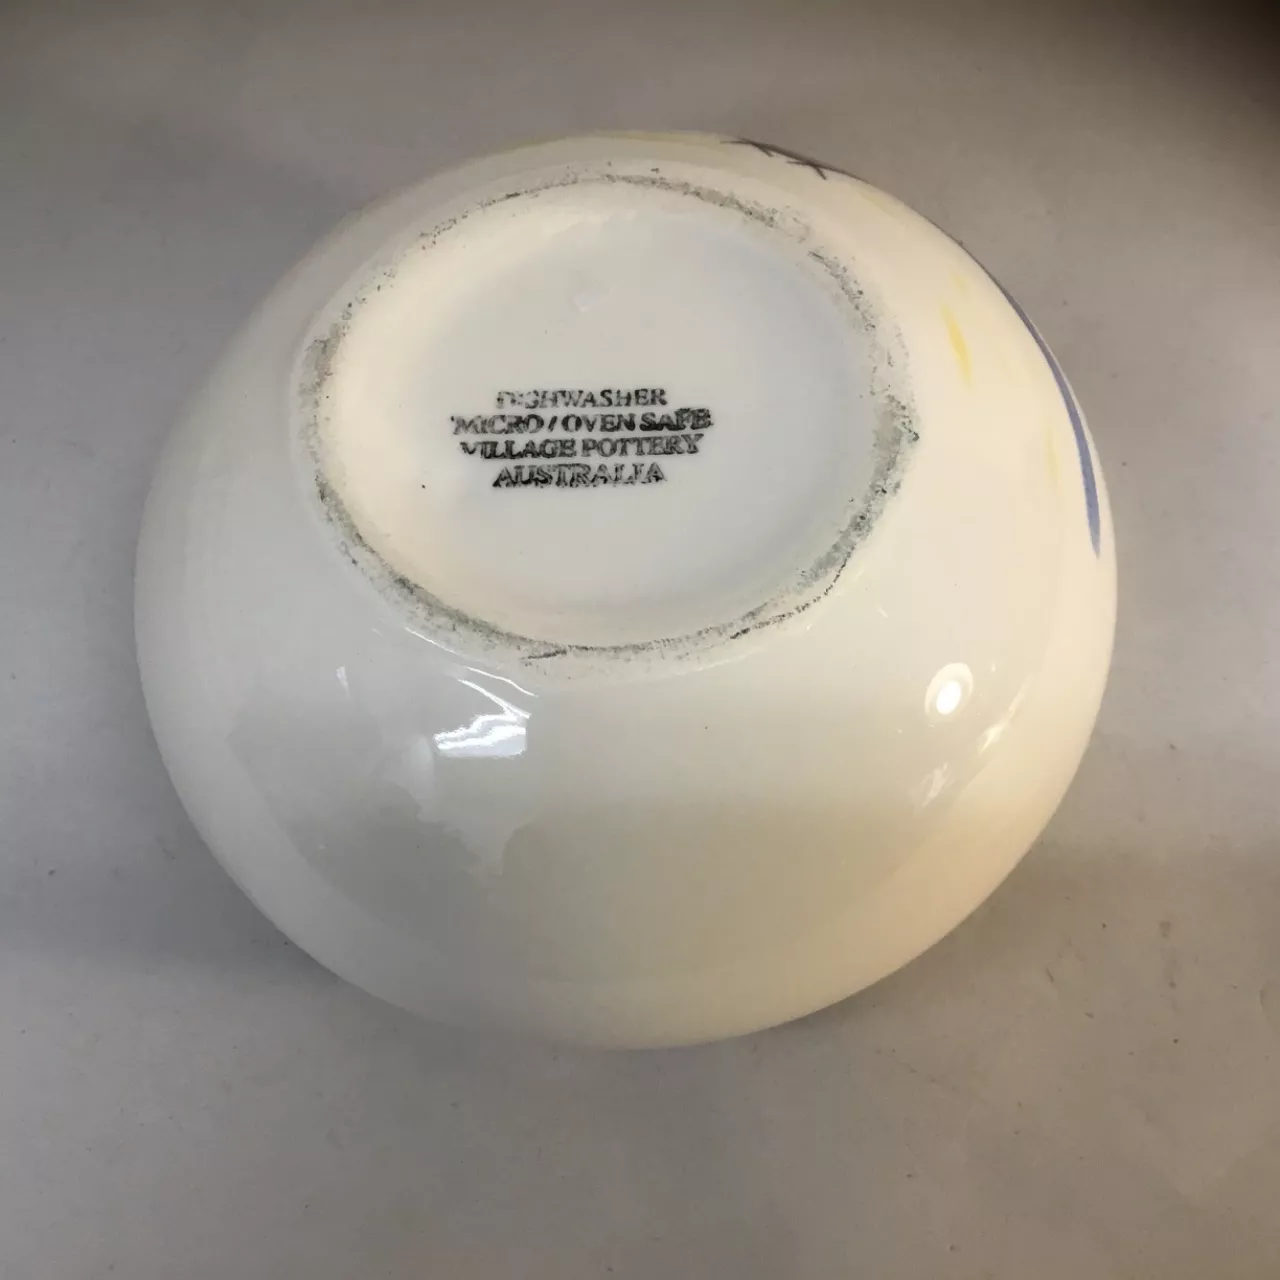 DISHWASHER
MICRO / OVEN SAFE
VILLAGE POTTERY
AUSTRALIA